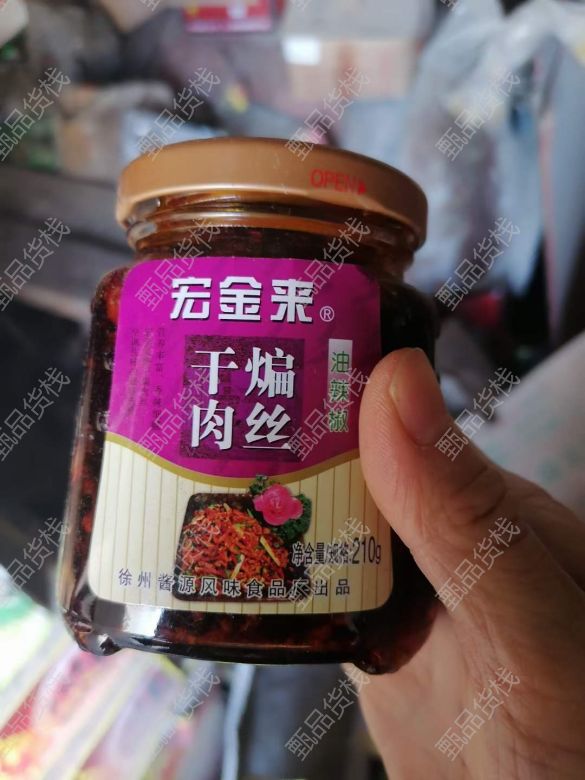 OPEN
宏金来®
干煸
肉丝
油辣椒
净含量/规格:210g
徐州酱源风味食品厂出品
甄品货栈